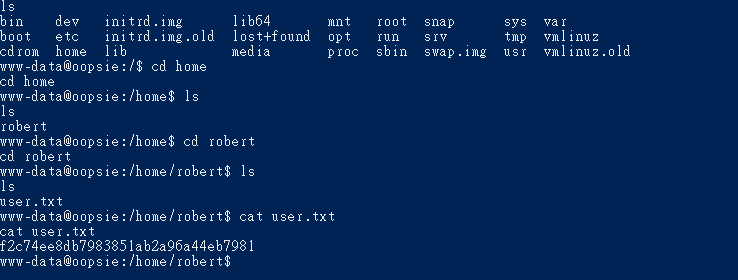 ls
bin dev initrd.img lib64 mnt root snap sys var
boot etc initrd.img.old lost+found opt run srv tmp vmlinuz
cdrom home lib media proc sbin swap.img usr vmlinuz.old
www-data@oopsie:/$ cd home
cd home
www-data@oopsie:/home$ ls
ls
robert
www-data@oopsie:/home$ cd robert
cd robert
www-data@oopsie:/home/robert$ ls
ls
user.txt
www-data@oopsie:/home/robert$ cat user.txt
cat user.txt
f2c74ee8db7983851ab2a96a44eb7981
www-data@oopsie:/home/robert$